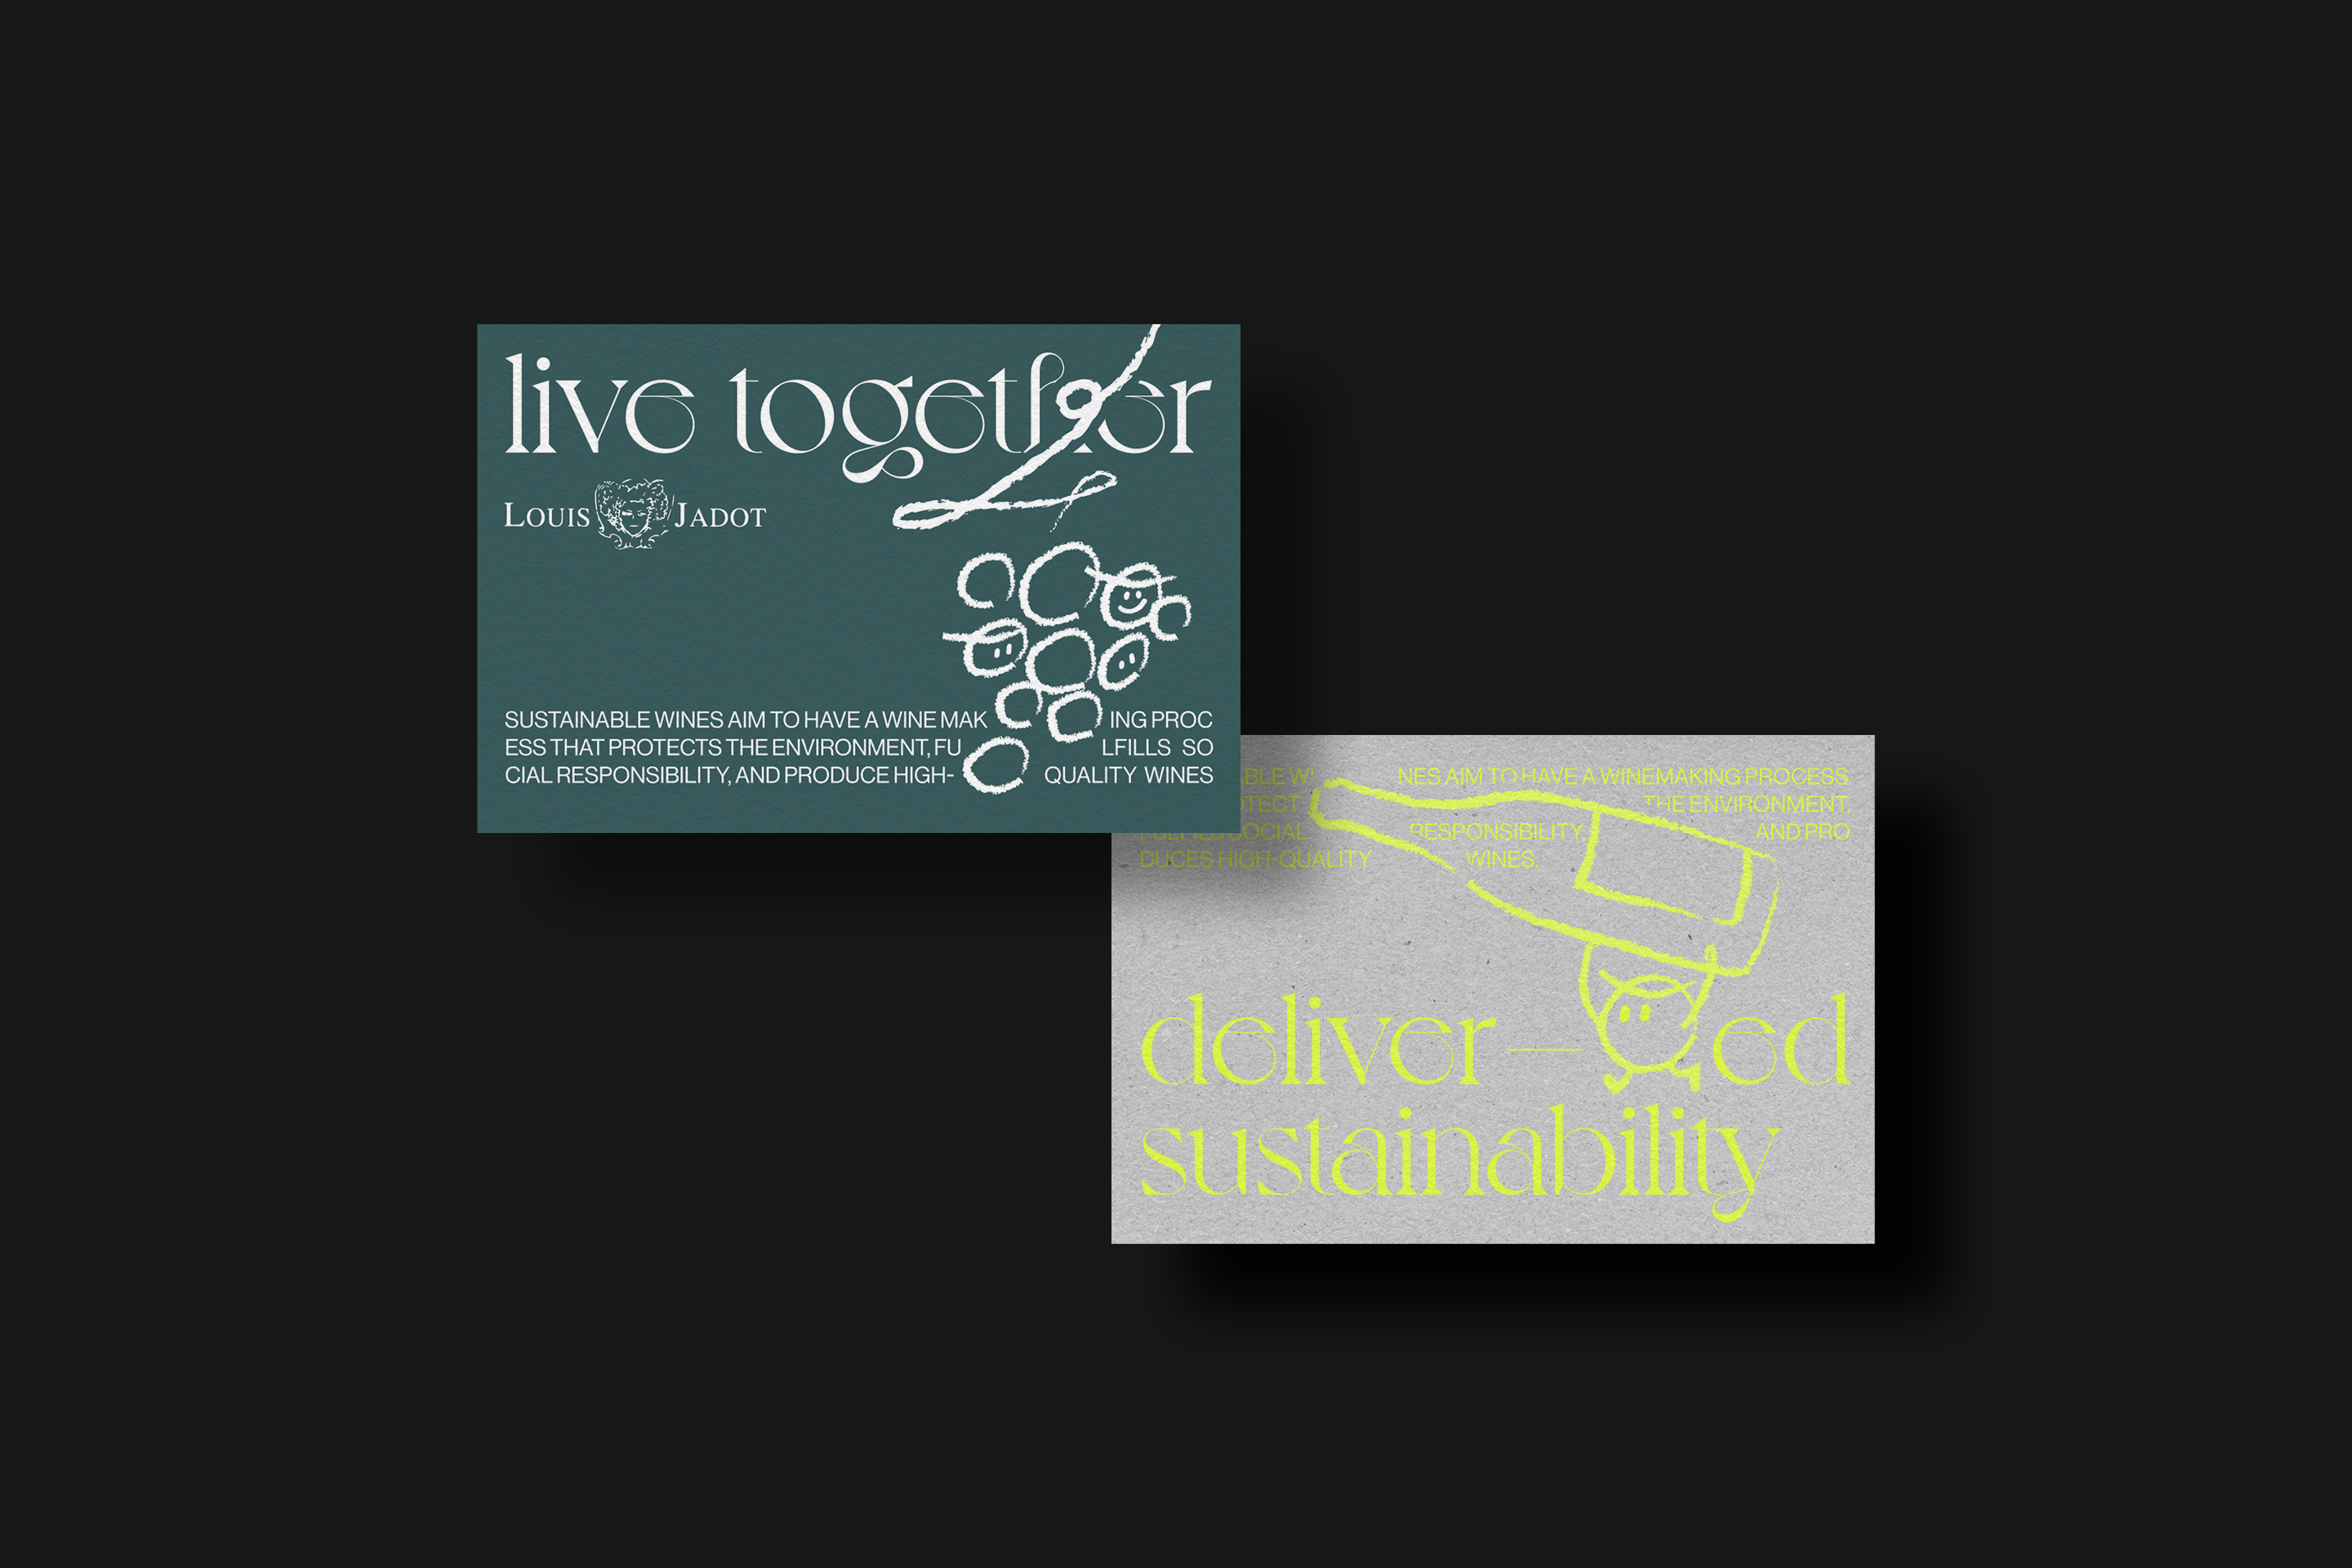 live together
LOUIS JADOT
SUSTAINABLE WINES AIM TO HAVE A WINE MAK ING PROC
ESS THAT PROTECTS THE ENVIRONMENT, FU LFILLS SO
CIAL RESPONSIBILITY, AND PRODUCE HIGH- QUALITY WINES
NES AIM TO HAVE A WINEMAKING PROCESS
THE ENVIRONMENT,
SOCIAL RESPONSIBILITY, AND PRO
DUCES HIGH-QUALITY WINES.
deliver — ed
sustainability